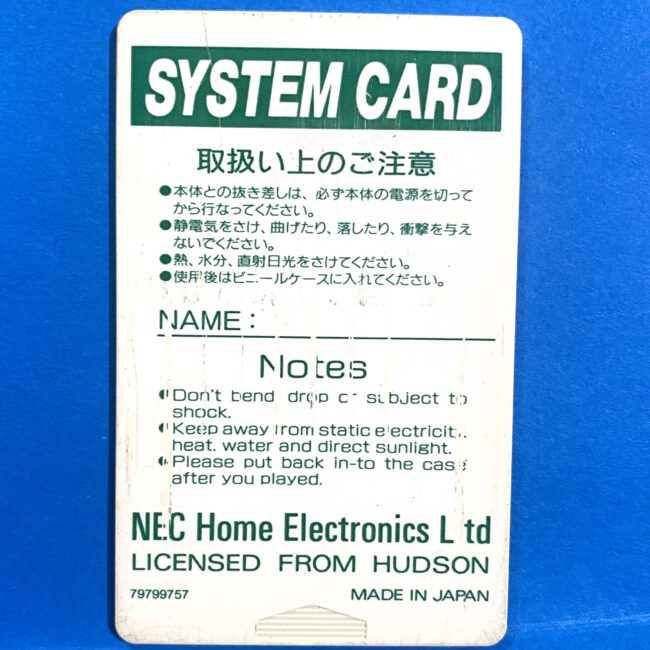 SYSTEM CARD
取扱い上のご注意
●本体との抜き差しは、必ず本体の電源を切って
から行なってください。
●静電気をさけ、曲げたり、落したり、衝撃を与え
ないでください。
●熱、水分、直射日光をさけてください。
●使用後はビニールケースに入れてください。
NAME:
Notes
●Don't bend drop or subject to
shock.
●Keep away from static electricity,
heat. water and direct sunlight.
●Please put back in-to the case
after you played.
NEC Home Electronics Ltd
LICENSED FROM HUDSON
79799757 MADE IN JAPAN